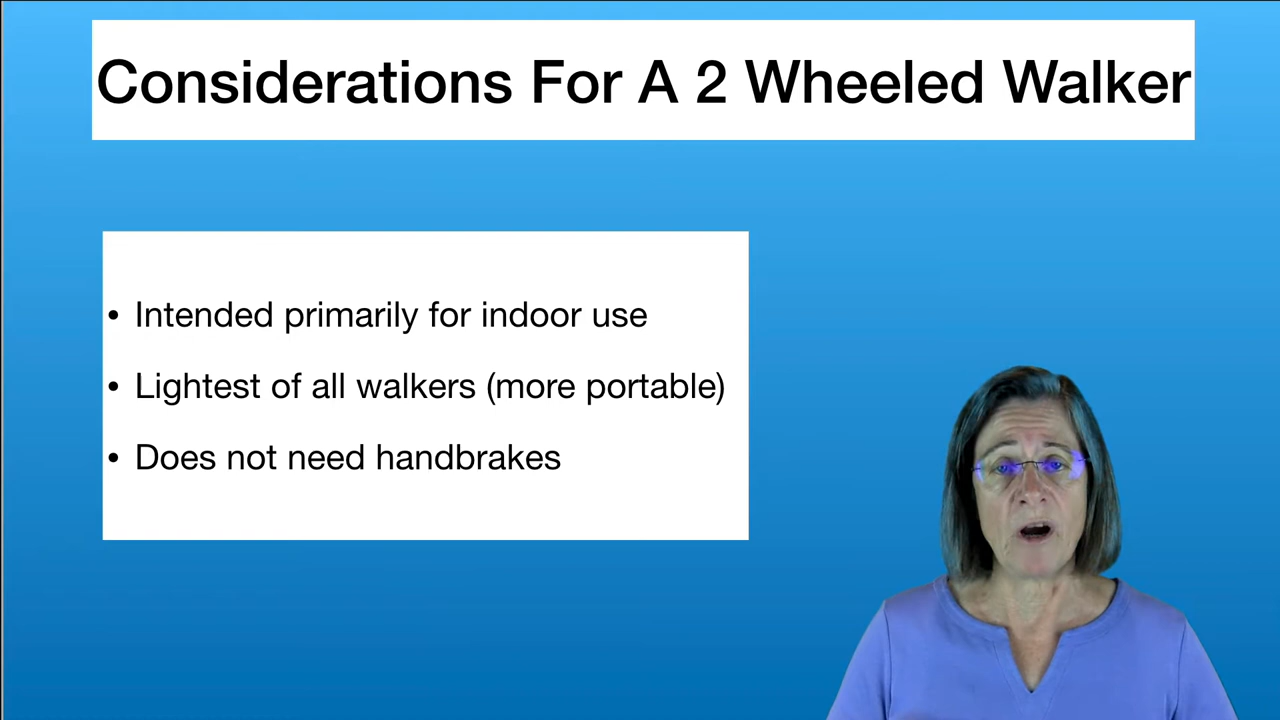 Considerations For A 2 Wheeled Walker
• Intended primarily for indoor use
• Lightest of all walkers (more portable)
• Does not need handbrakes